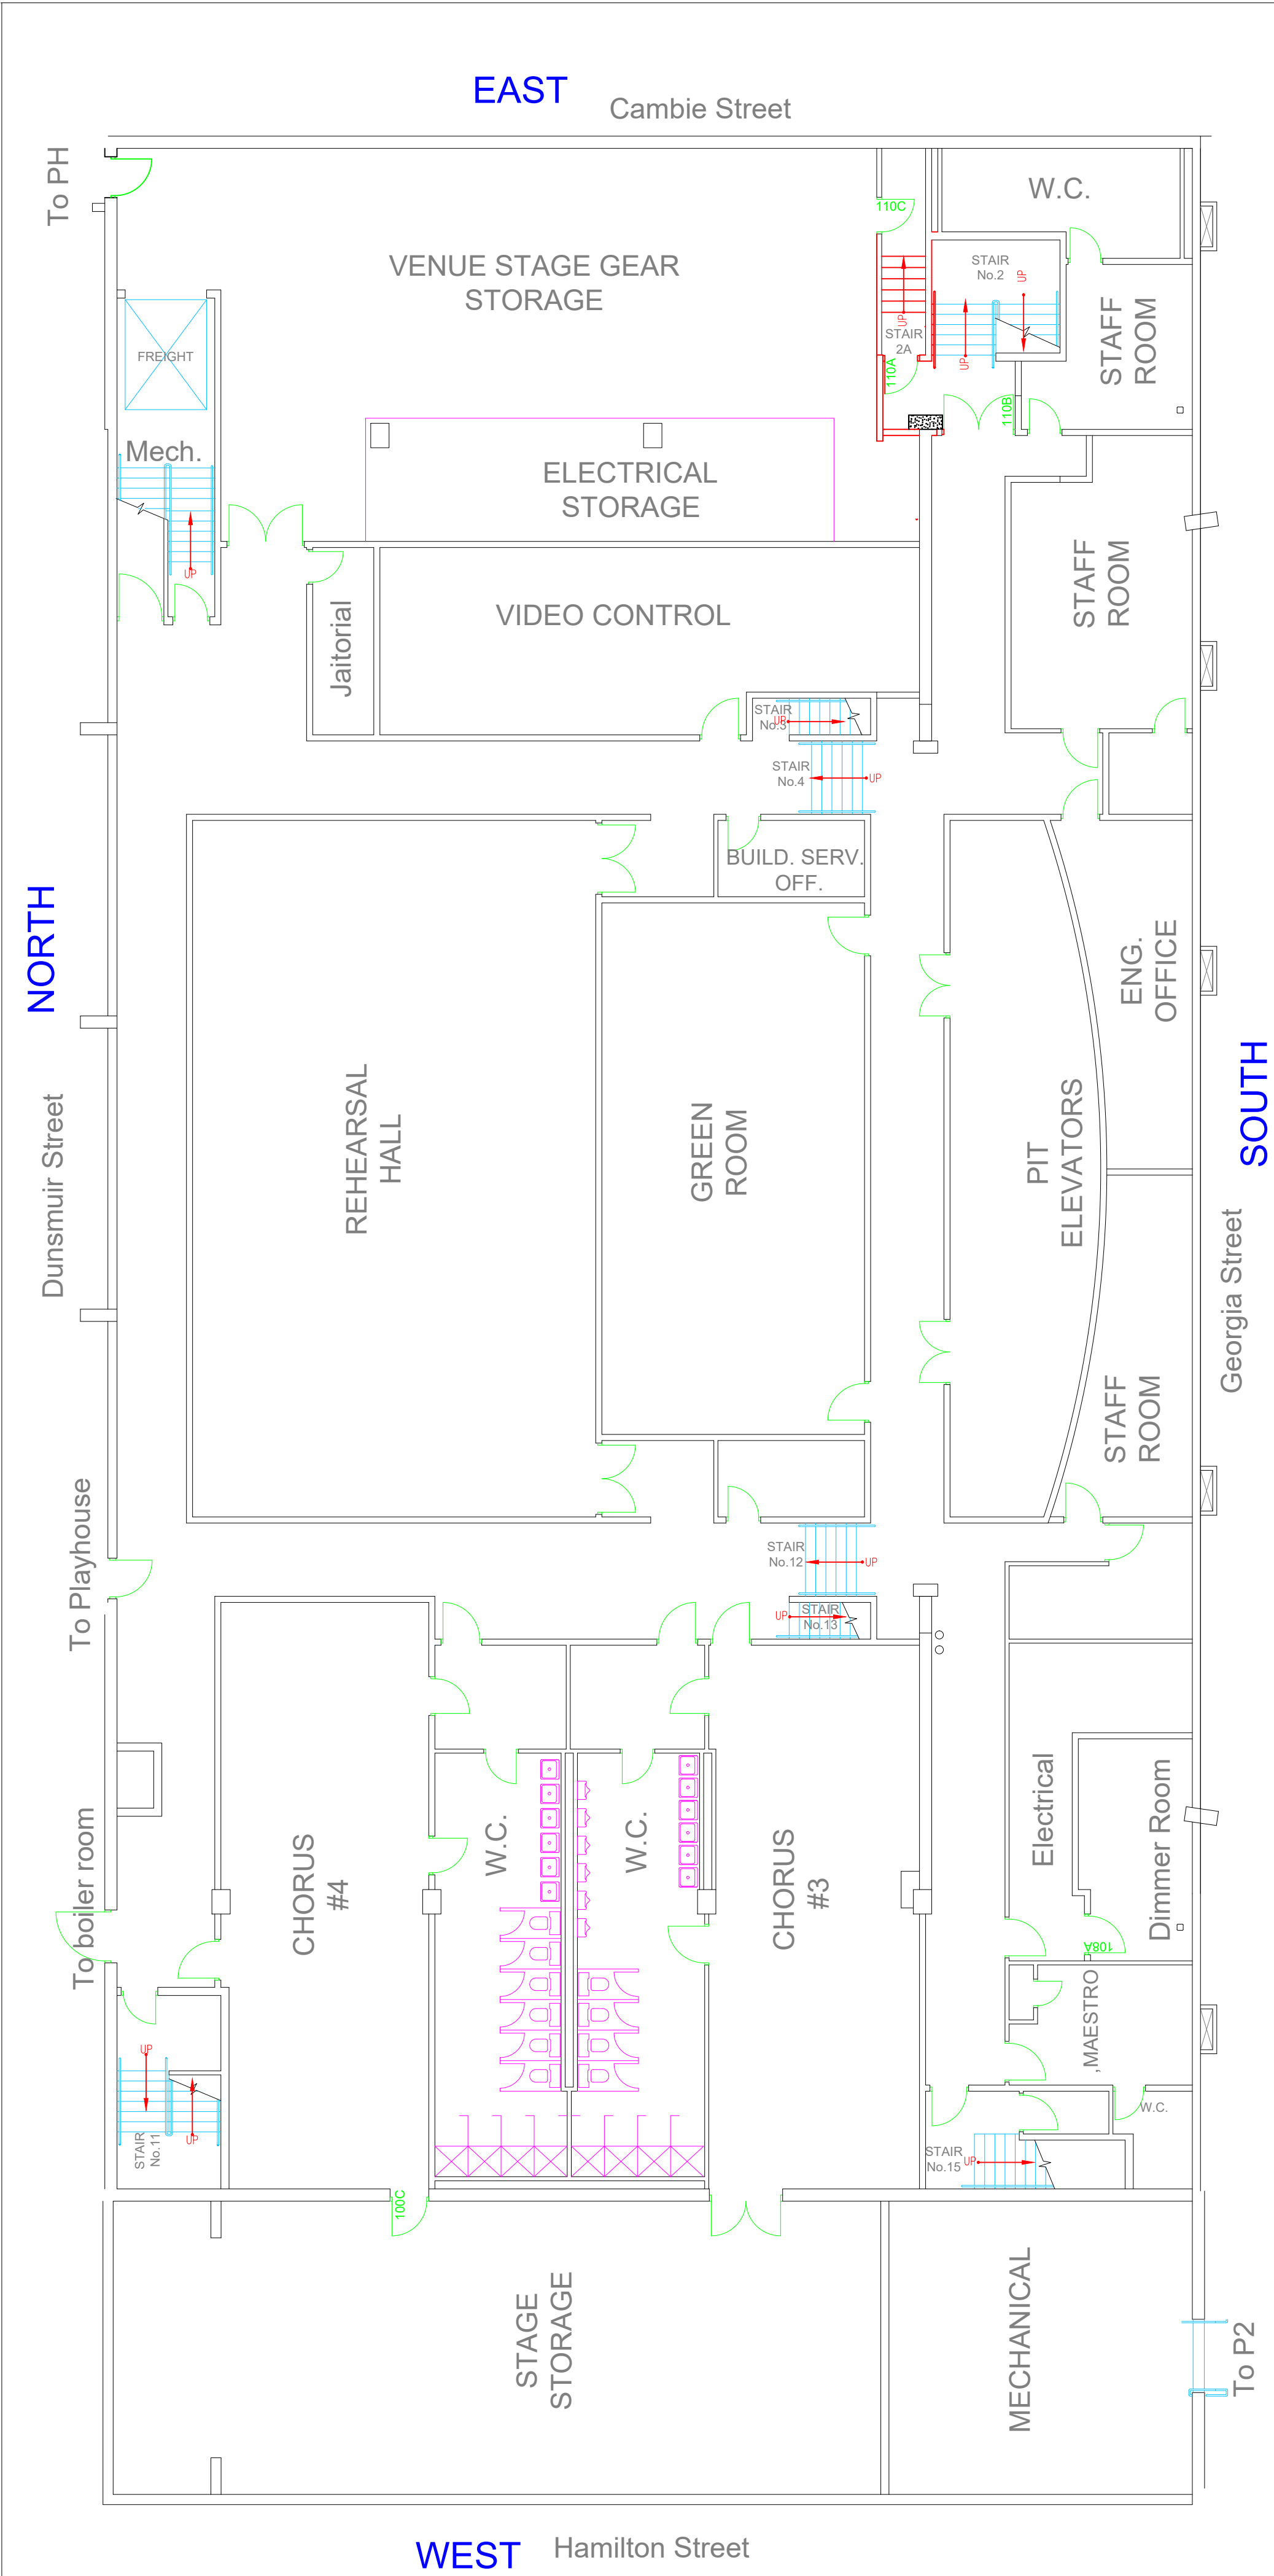 EAST
Cambie Street
To PH
W.C.
110C
VENUE STAGE GEAR
STORAGE
STAIR
No.2
UP
UP
STAIR
2A
UP
STAFF
ROOM
FREIGHT
110A
110B
Mech.
UP
ELECTRICAL
STORAGE
STAFF
ROOM
Jaitorial
VIDEO CONTROL
STAIR
No.3
UP
STAIR
No.4
UP
BUILD. SERV.
OFF.
NORTH
ENG.
OFFICE
SOUTH
Dunsmuir Street
REHEARSAL
HALL
GREEN
ROOM
PIT
ELEVATORS
Georgia Street
STAFF
ROOM
To Playhouse
STAIR
No.12
UP
STAIR
No.13
UP
To boiler room
CHORUS
#4
W.C.
W.C.
CHORUS
#3
Electrical
Dimmer Room
108A
,MAESTRO
W.C.
UP
UP
STAIR
No.11
STAIR
No.15
UP
100C
STAGE
STORAGE
MECHANICAL
To P2
WEST
Hamilton Street